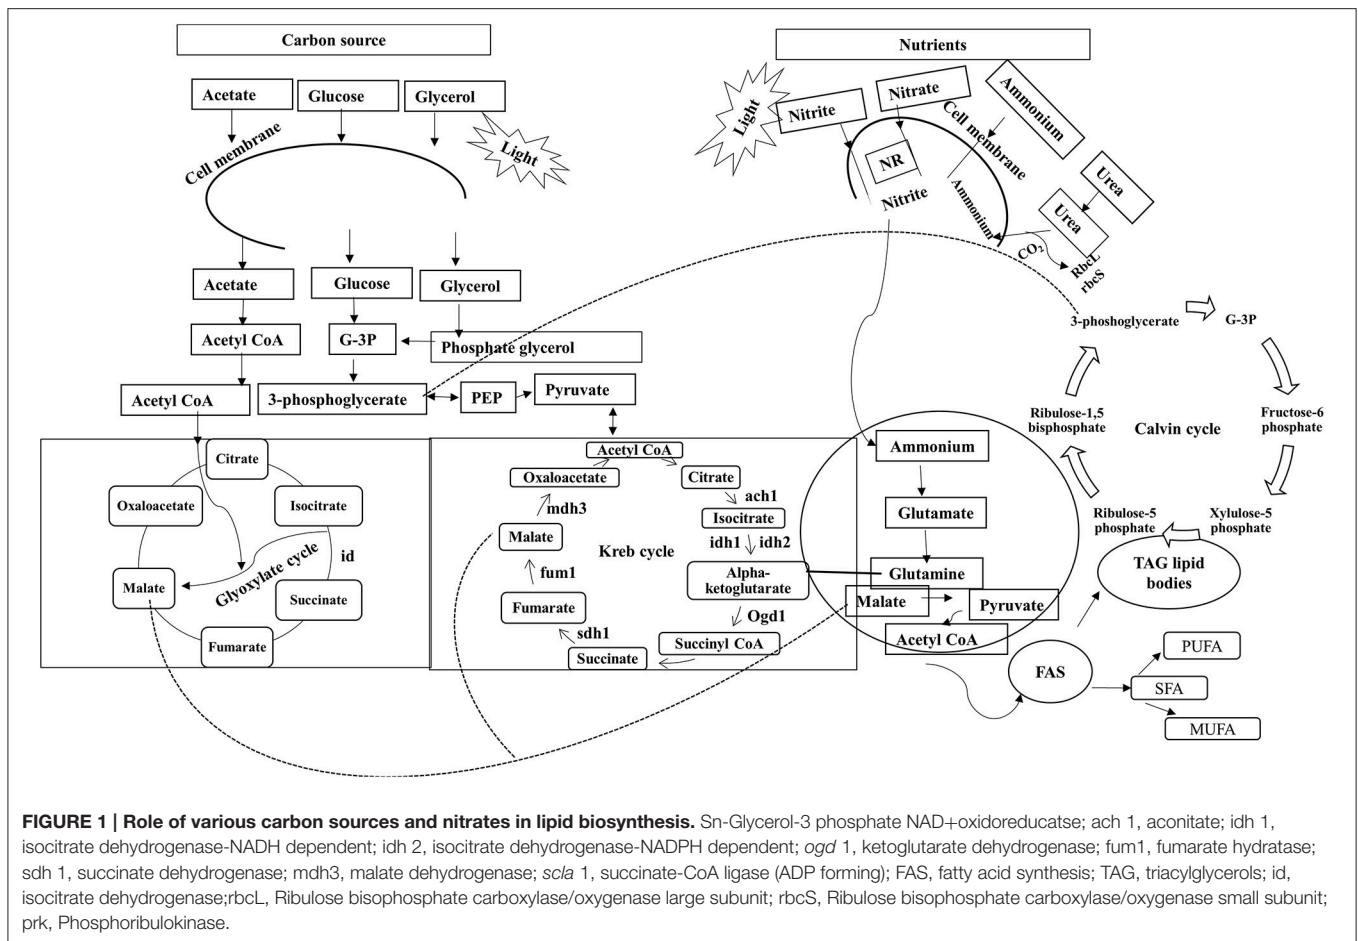 Carbon source
Acetate
Glucose
Glycerol
Light
Cell membrane
Acetate
Glucose
Glycerol
Acetyl CoA
G-3P
Phosphate glycerol
Acetyl CoA
3-phosphoglycerate
PEP
Pyruvate
Nutrients
Light
Nitrite
Nitrate
Ammonium
Cell membrane
NR
Nitrite
Ammonium
Urea
Urea
CO2
RbcL
rbcS
3-phoshoglycerate
G-3P
Ribulose-1,5
bisphosphate
Calvin cycle
Fructose-6
phosphate
Ribulose-5
phosphate
Xylulose-5
phosphate
Citrate
Oxaloacetate
Isocitrate
id
Glyoxylate cycle
Malate
Succinate
Fumarate
Acetyl CoA
Oxaloacetate
Citrate
ach1
mdh3
Isocitrate
Malate
Kreb cycle
idh1
idh2
fum1
Alpha-
ketoglutarate
Fumarate
Ogd1
sdh1
Succinyl CoA
Succinate
Ammonium
Glutamate
Glutamine
Malate
Pyruvate
Acetyl CoA
TAG lipid
bodies
FAS
PUFA
SFA
MUFA
FIGURE 1 | Role of various carbon sources and nitrates in lipid biosynthesis. Sn-Glycerol-3 phosphate NAD+oxidoreducatse; ach 1, aconitate; idh 1,
isocitrate dehydrogenase-NADH dependent; idh 2, isocitrate dehydrogenase-NADPH dependent; ogd 1, ketoglutarate dehydrogenase; fum1, fumarate hydratase;
sdh 1, succinate dehydrogenase; mdh3, malate dehydrogenase; scla 1, succinate-CoA ligase (ADP forming); FAS, fatty acid synthesis; TAG, triacylglycerols; id,
isocitrate dehydrogenase;rbcL, Ribulose bisophosphate carboxylase/oxygenase large subunit; rbcS, Ribulose bisophosphate carboxylase/oxygenase small subunit;
prk, Phosphoribulokinase.